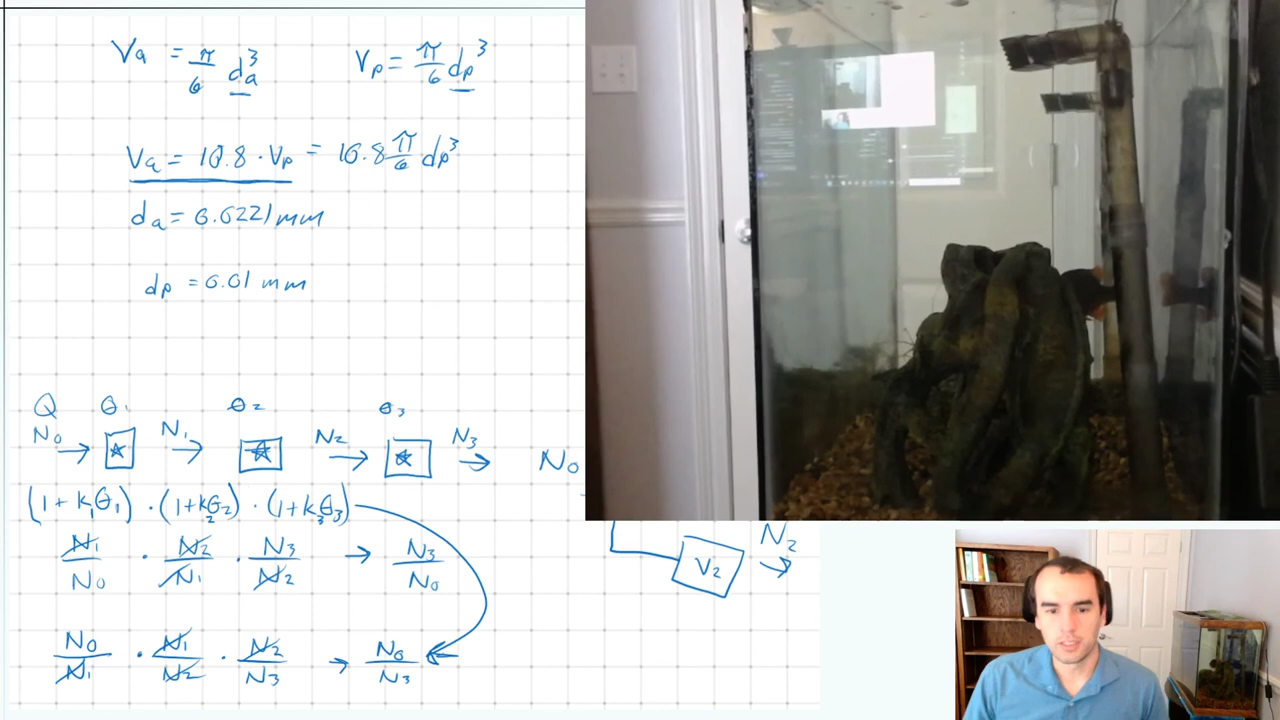 Va = π/6 da³
Vp = π/6 dp³
Va = 10.8 · Vp = 10.8 π/6 dp³
da = 0.0221 mm
dp = 0.01 mm
Q θ1 θ2 θ3
N0 → → N1 → N2 → N3 N0
(1 + k1θ1) · (1 + k2θ2) · (1 + k3θ3)
N1/N0 · N2/N1 · N3/N2 → N3/N0
V2 N2 →
N0/N1 · N1/N2 · N2/N3 → N0/N3